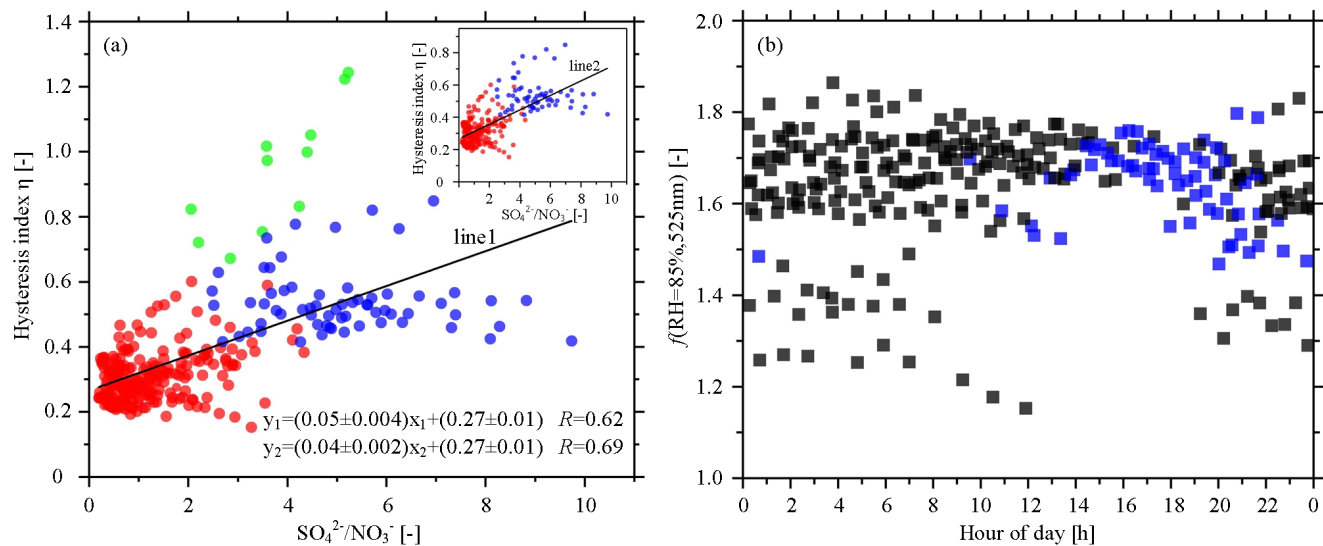 (a)
Hysteresis index η [-]
1.4
1.2
1.0
0.8
0.6
0.4
0.2
0
0 2 4 6 8 10
SO₄²⁻/NO₃⁻ [-]
line1
y₁=(0.05±0.004)x₁+(0.27±0.01) R=0.62
y₂=(0.04±0.002)x₂+(0.27±0.01) R=0.69
Hysteresis index η [-]
0.8
0.6
0.4
0.2
0
0 2 4 6 8 10
SO₄²⁻/NO₃⁻ [-]
line2
(b)
f(RH=85%,525nm) [-]
2.0
1.8
1.6
1.4
1.2
1.0
0 2 4 6 8 10 12 14 16 18 20 22 0
Hour of day [h]